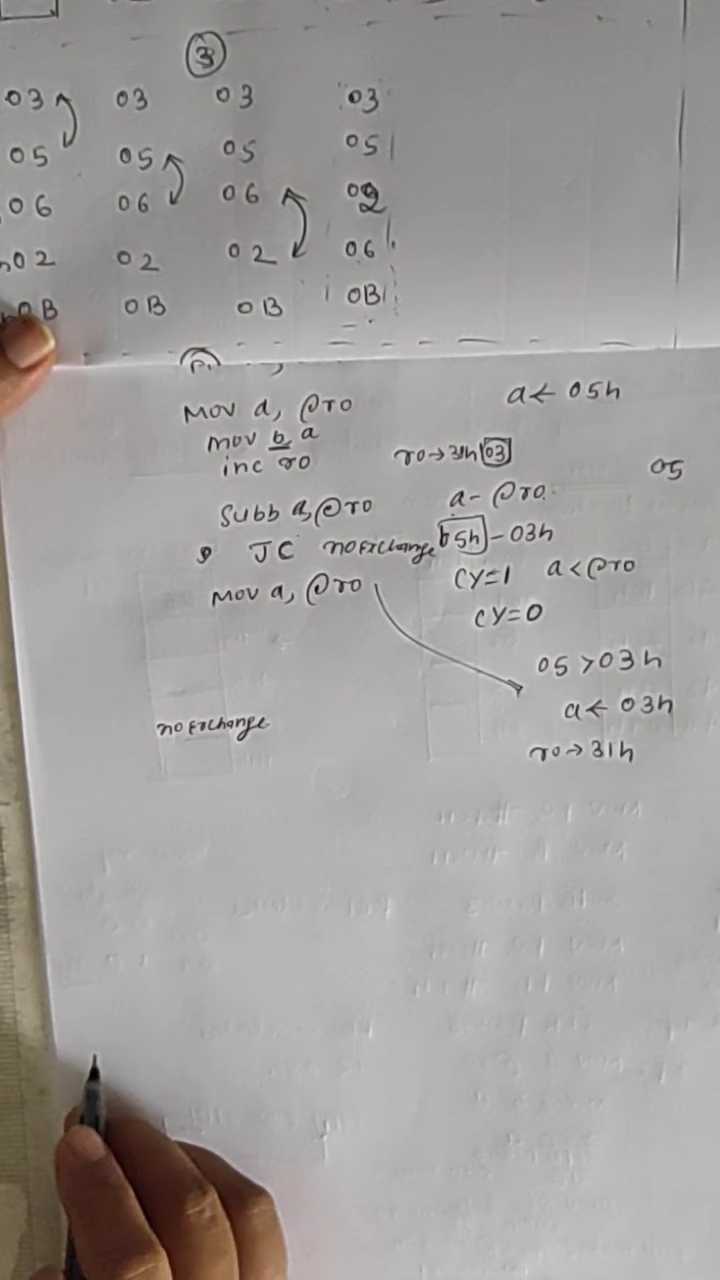 3
03 03 03 03
05 05 05 05
06 06 06 02
02 02 02 06
0B 0B 0B 0B
Mov a, @r0 a ← 05h
mov b, a
inc r0 r0 → 31h 03
05
Subb a, @r0 a - @r0
JC noExchange 05h - 03h
Mov a, @r0 CY=1 a < @r0
CY=0
05 > 03h
a ← 03h
noExchange
r0 → 31h